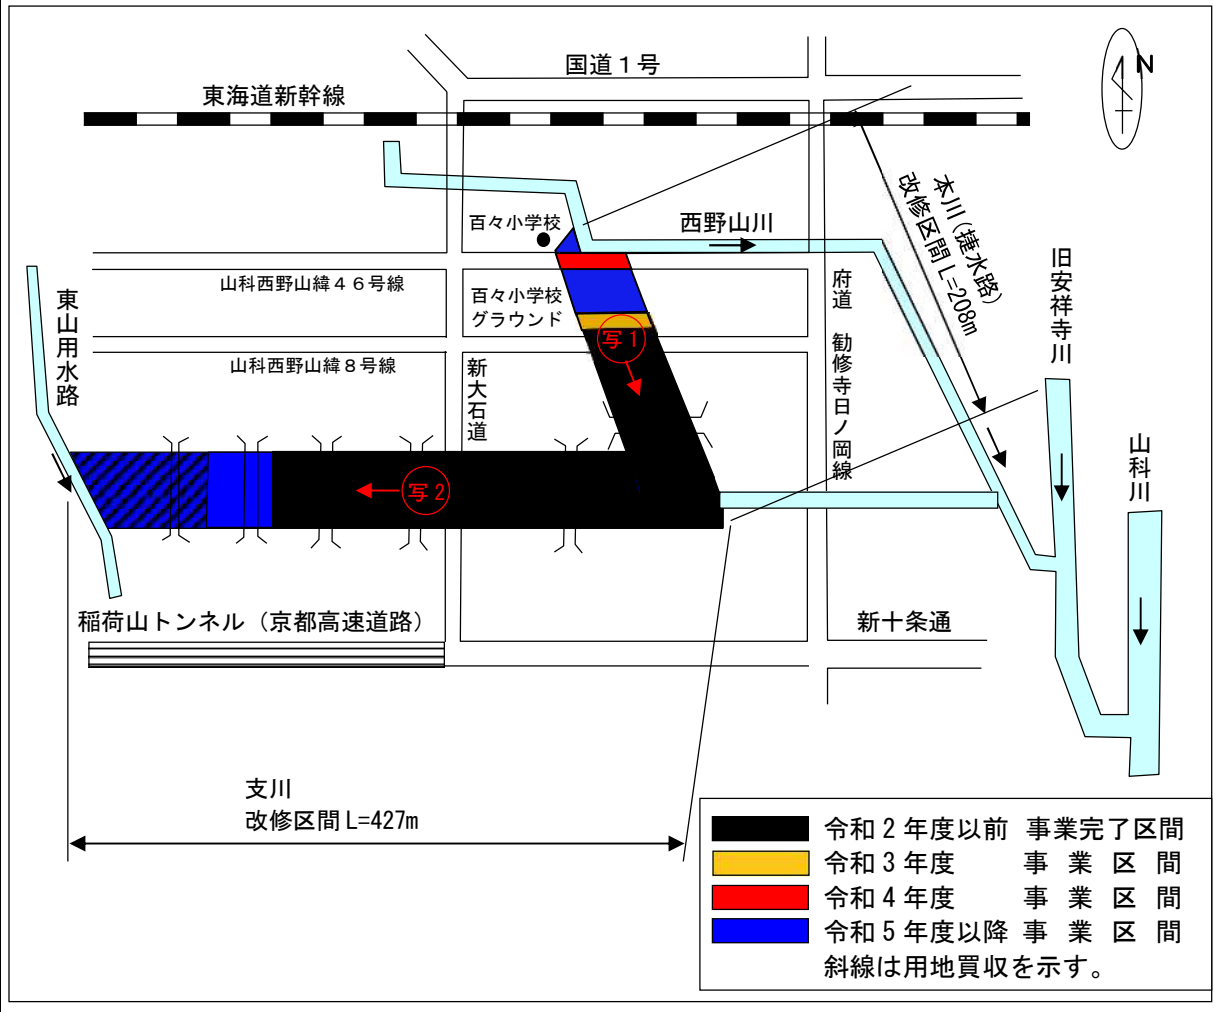 国道１号
N
東海道新幹線
本川(捷水路)
改修区間L=208m
百々小学校
西野山川
旧安祥寺川
山科西野山緯４６号線
百々小学校
グラウンド
府道　勧修寺日ノ岡線
東山用水路
写1
山科西野山緯８号線
新大石道
山科川
写2
稲荷山トンネル（京都高速道路）
新十条通
支川
改修区間L=427m
令和２年度以前　事業完了区間
令和３年度　事業区間
令和４年度　事業区間
令和５年度以降　事業区間
斜線は用地買収を示す。